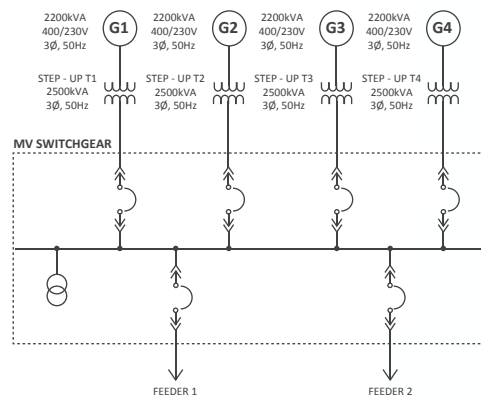 2200kVA
400/230V
3Ø, 50Hz
G1
2200kVA
400/230V
3Ø, 50Hz
G2
2200kVA
400/230V
3Ø, 50Hz
G3
2200kVA
400/230V
3Ø, 50Hz
G4
STEP - UP T1
2500kVA
3Ø, 50Hz
STEP - UP T2
2500kVA
3Ø, 50Hz
STEP - UP T3
2500kVA
3Ø, 50Hz
STEP - UP T4
2500kVA
3Ø, 50Hz
MV SWITCHGEAR
FEEDER 1
FEEDER 2